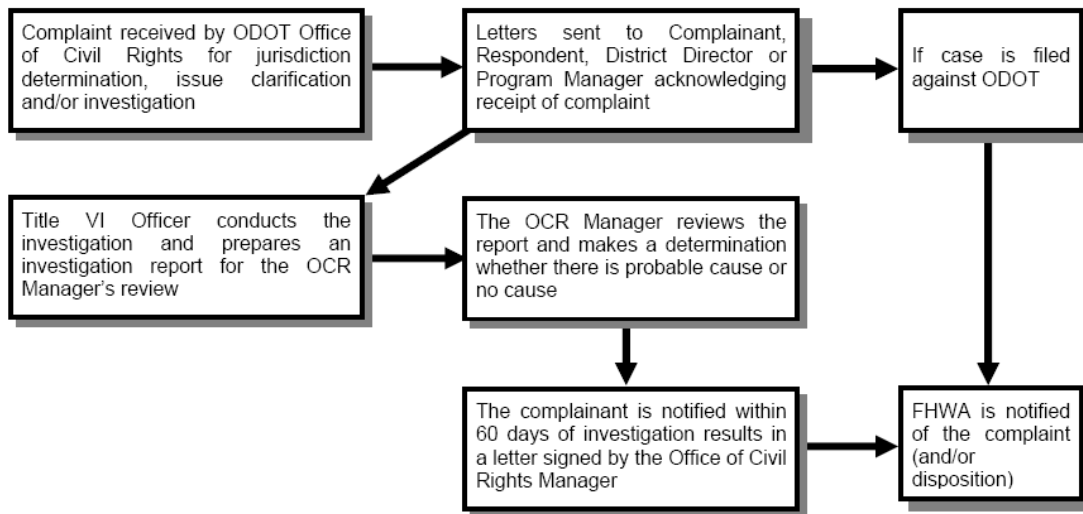 Complaint received by ODOT Office
of Civil Rights for jurisdiction
determination, issue clarification
and/or investigation
Letters sent to Complainant,
Respondent, District Director or
Program Manager acknowledging
receipt of complaint
If case is filed
against ODOT
Title VI Officer conducts the
investigation and prepares an
investigation report for the OCR
Manager's review
The OCR Manager reviews the
report and makes a determination
whether there is probable cause or
no cause
The complainant is notified within
60 days of investigation results in
a letter signed by the Office of Civil
Rights Manager
FHWA is notified
of the complaint
(and/or
disposition)